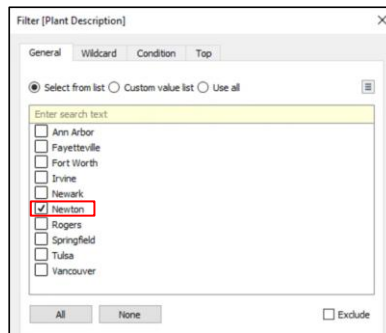 Filter [Plant Description]
General Wildcard Condition Top
Select from list Custom value list Use all
Enter search text
Ann Arbor
Fayetteville
Fort Worth
Irvine
Newark
Newton
Rogers
Springfield
Tulsa
Vancouver
All None Exclude